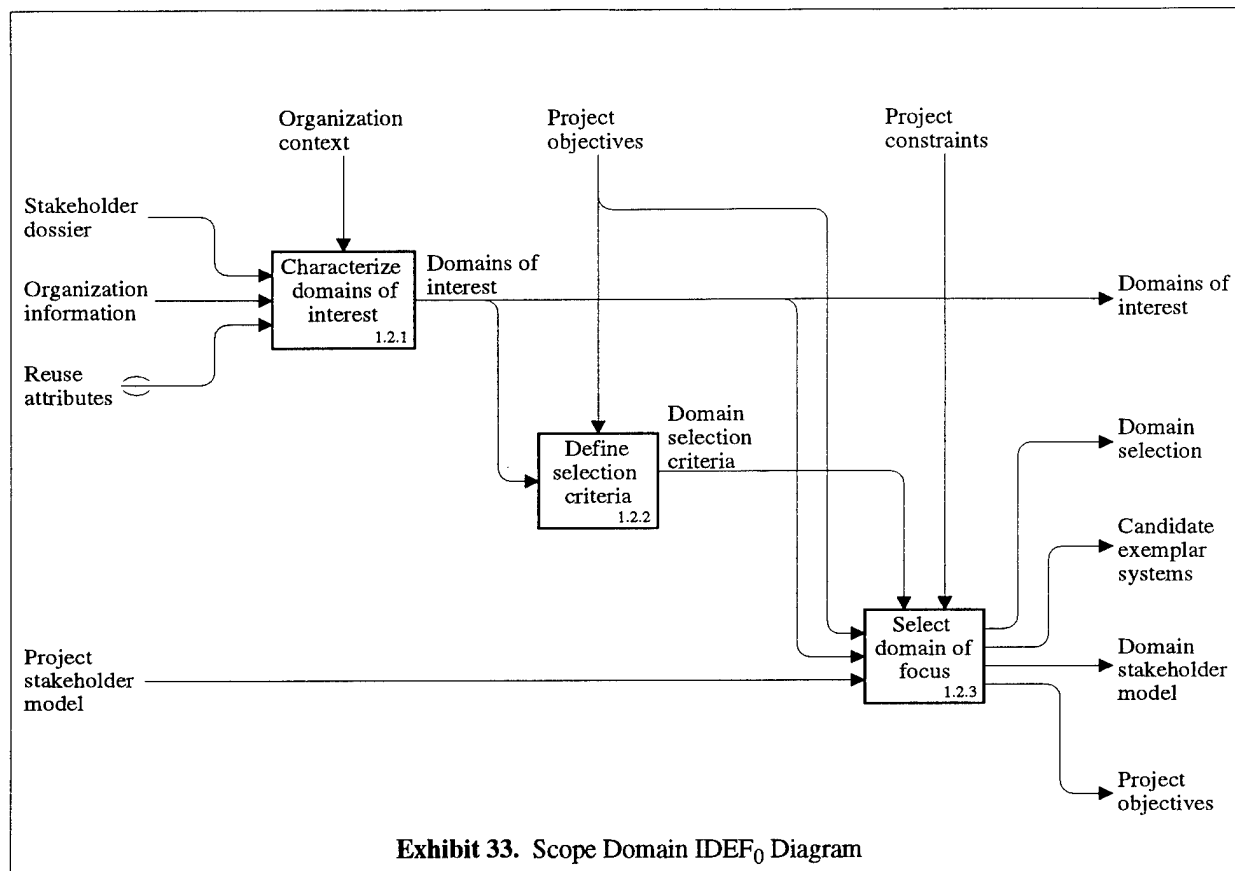 Organization
context
Project
objectives
Project
constraints
Stakeholder
dossier
Organization
information
Reuse
attributes
Characterize
domains of
interest
1.2.1
Domains of
interest
Domains of
interest
Define
selection
criteria
1.2.2
Domain
selection
criteria
Domain
selection
Candidate
exemplar
systems
Project
stakeholder
model
Select
domain of
focus
1.2.3
Domain
stakeholder
model
Project
objectives
Exhibit 33. Scope Domain IDEF0 Diagram